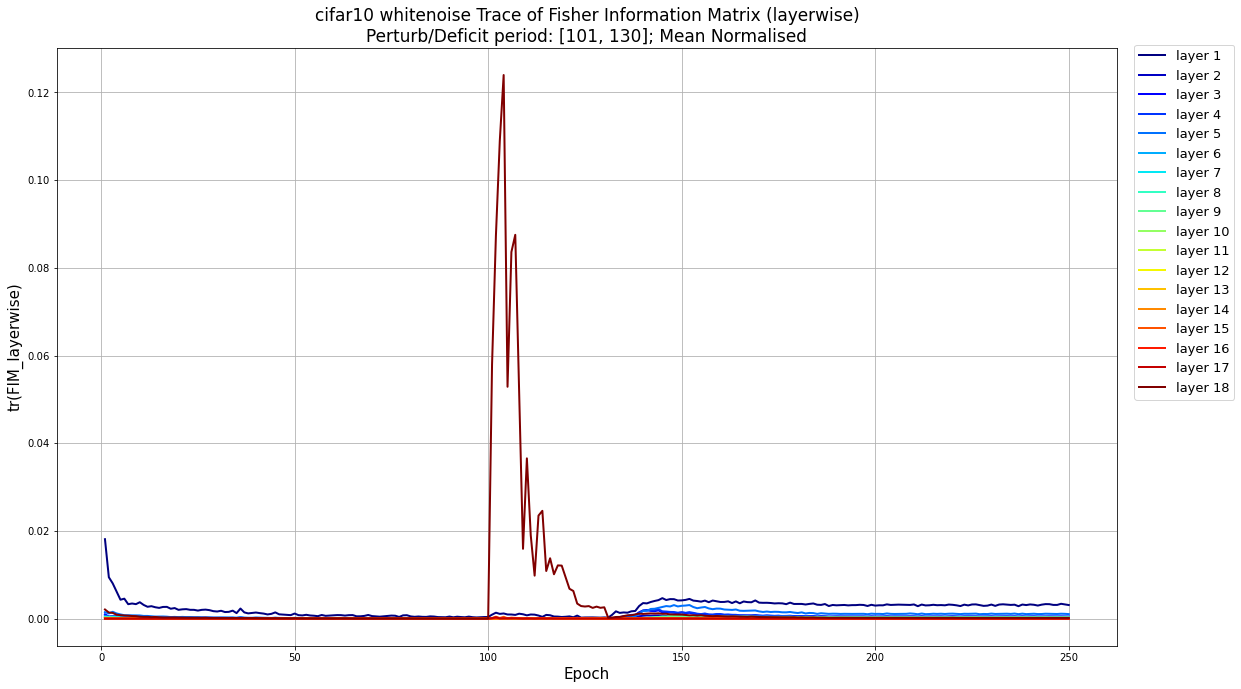 cifar10 whitenoise Trace of Fisher Information Matrix (layerwise)
Perturb/Deficit period: [101, 130]; Mean Normalised
layer 1
layer 2
layer 3
layer 4
layer 5
layer 6
layer 7
layer 8
layer 9
layer 10
layer 11
layer 12
layer 13
layer 14
layer 15
layer 16
layer 17
layer 18
tr(FIM_layerwise)
0.12
0.10
0.08
0.06
0.04
0.02
0.00
0 50 100 150 200 250
Epoch